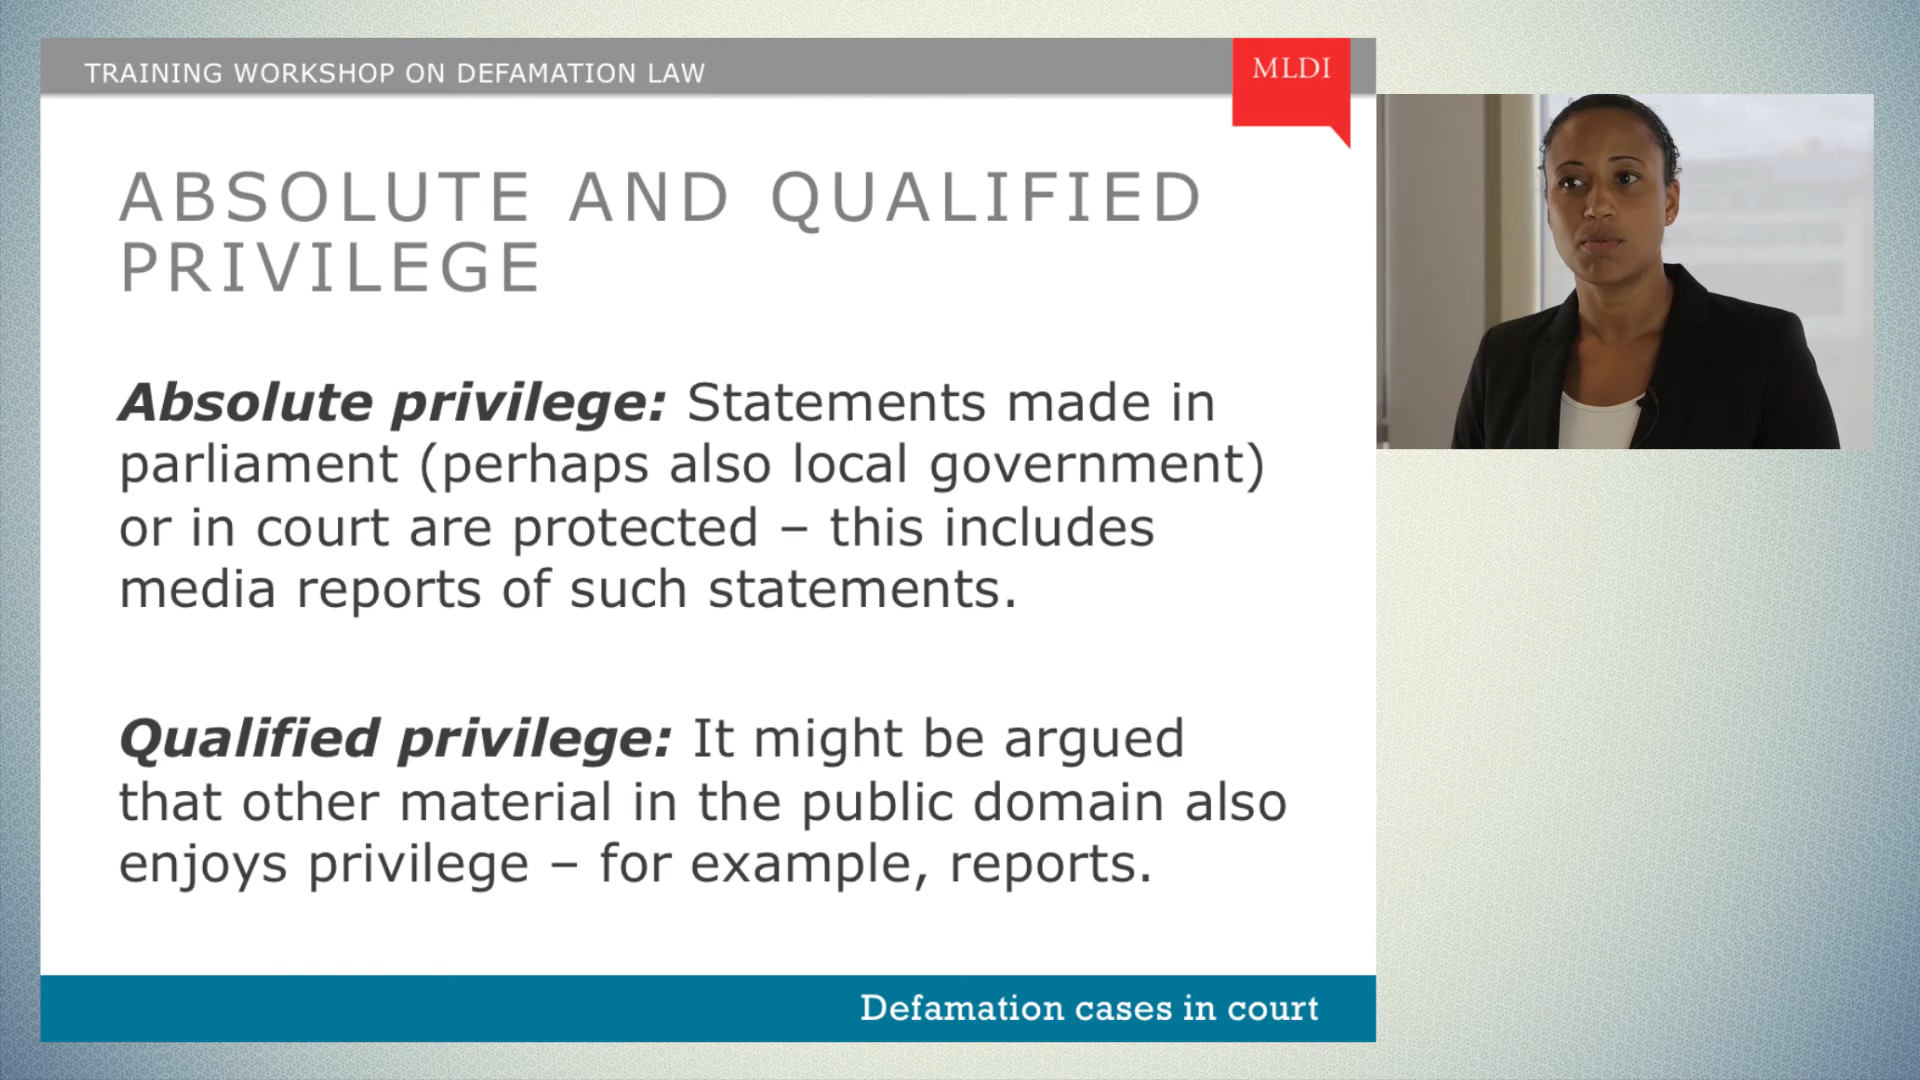 TRAINING WORKSHOP ON DEFAMATION LAW
MLDI
ABSOLUTE AND QUALIFIED
PRIVILEGE
Absolute privilege: Statements made in
parliament (perhaps also local government)
or in court are protected – this includes
media reports of such statements.
Qualified privilege: It might be argued
that other material in the public domain also
enjoys privilege – for example, reports.
Defamation cases in court